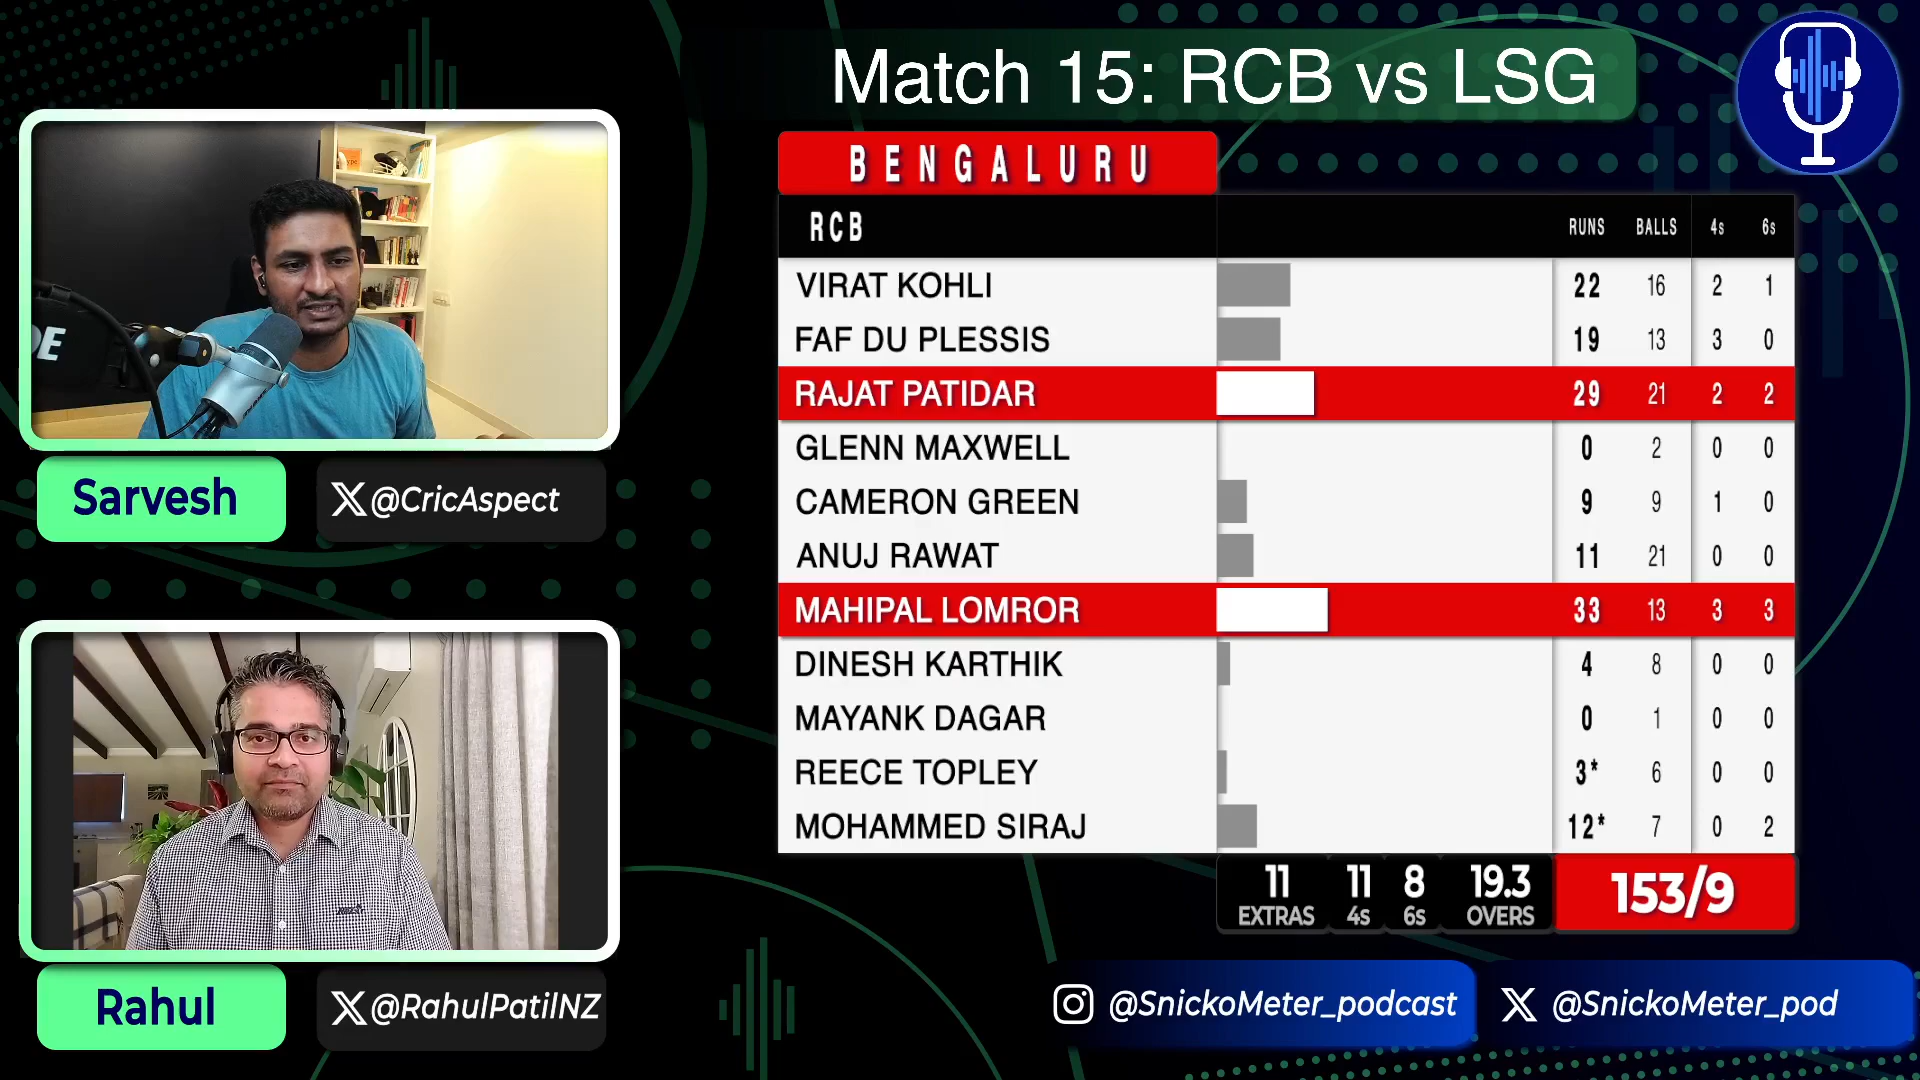 Match 15: RCB vs LSG
BENGALURU
RCB RUNS BALLS 4s 6s
VIRAT KOHLI 22 16 2 1
FAF DU PLESSIS 19 13 3 0
RAJAT PATIDAR 29 21 2 2
GLENN MAXWELL 0 2 0 0
CAMERON GREEN 9 9 1 0
ANUJ RAWAT 11 21 0 0
MAHIPAL LOMROR 33 13 3 3
DINESH KARTHIK 4 8 0 0
MAYANK DAGAR 0 1 0 0
REECE TOPLEY 3* 6 0 0
MOHAMMED SIRAJ 12* 7 0 2
11 11 8 19.3 153/9
EXTRAS 4s 6s OVERS
DE
Sarvesh @CricAspect
Rahul @RahulPatilNZ
@SnickoMeter_podcast @SnickoMeter_pod